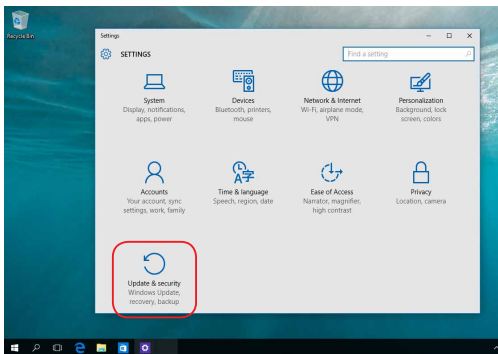 Recycle Bin
Settings
SETTINGS
Find a setting
System
Display, notifications,
apps, power
Devices
Bluetooth, printers,
mouse
Network & Internet
Wi-Fi, airplane mode,
VPN
Personalization
Background, lock
screen, colors
Accounts
Your account, sync
settings, work, family
Time & language
Speech, region, date
Ease of Access
Narrator, magnifier,
high contrast
Privacy
Location, camera
Update & security
Windows Update,
recovery, backup